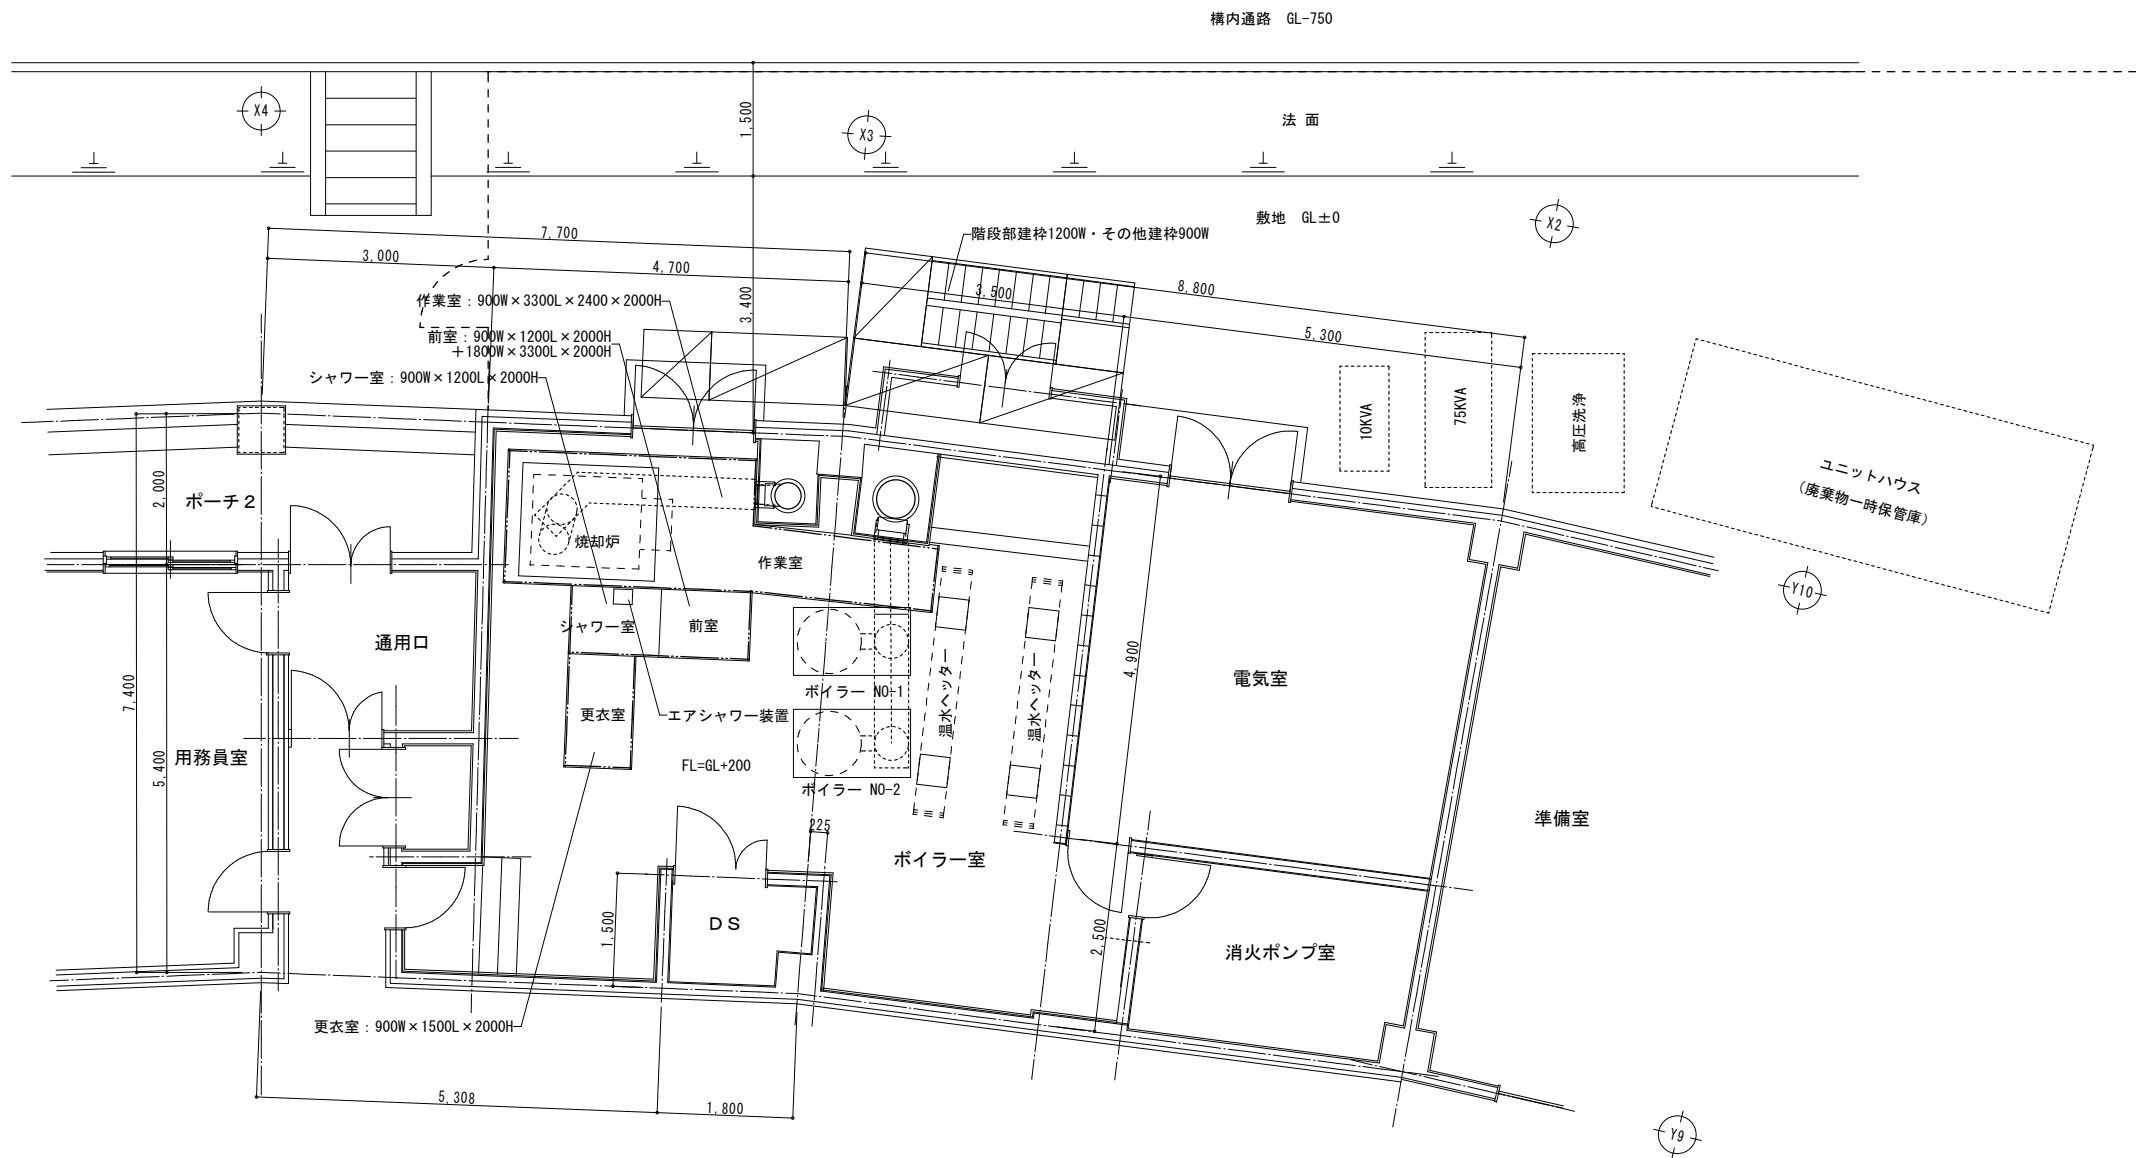 構内通路　GL-750
X4
1,500
X3
法 面
敷地　GL±0
X2
階段部建枠1200W・その他建枠900W
7,700
3,000
4,700
3,400
3,500
8,800
5,300
作業室：900W×3300L×2400×2000H
前室：900W×1200L×2000H
＋1800W×3300L×2000H
シャワー室：900W×1200L×2000H
10KVA
75KVA
高圧洗浄
ユニットハウス
（廃棄物一時保管庫）
2,000
ポーチ２
焼却炉
作業室
Y10
シャワー室
前室
通用口
7,400
4,900
電気室
ボイラー NO-1
温水ヘッター
温水ヘッター
更衣室
エアシャワー装置
用務員室
5,400
FL=GL+200
ボイラー NO-2
準備室
225
ボイラー室
1,500
ＤＳ
2,500
消火ポンプ室
更衣室：900W×1500L×2000H
5,308
1,800
Y9